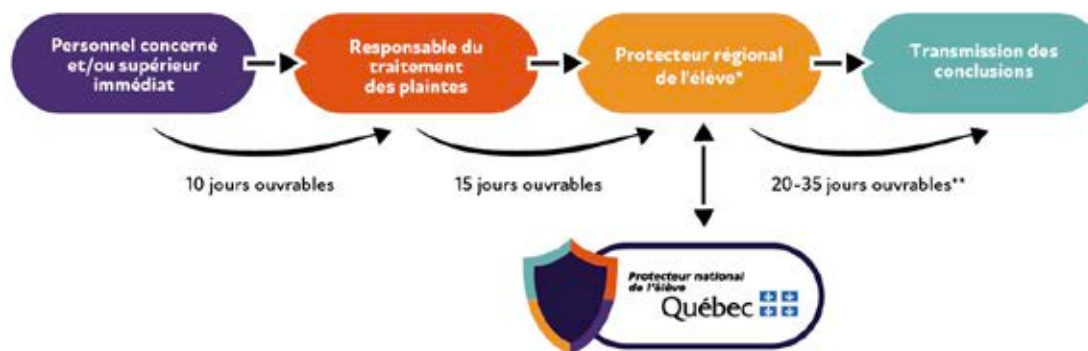 Personnel concerné
et/ou supérieur
immédiat
Responsable du
traitement
des plaintes
Protecteur régional
de l'élève*
Transmission des
conclusions
10 jours ouvrables
15 jours ouvrables
20-35 jours ouvrables**
Protecteur national
de l'élève
Québec